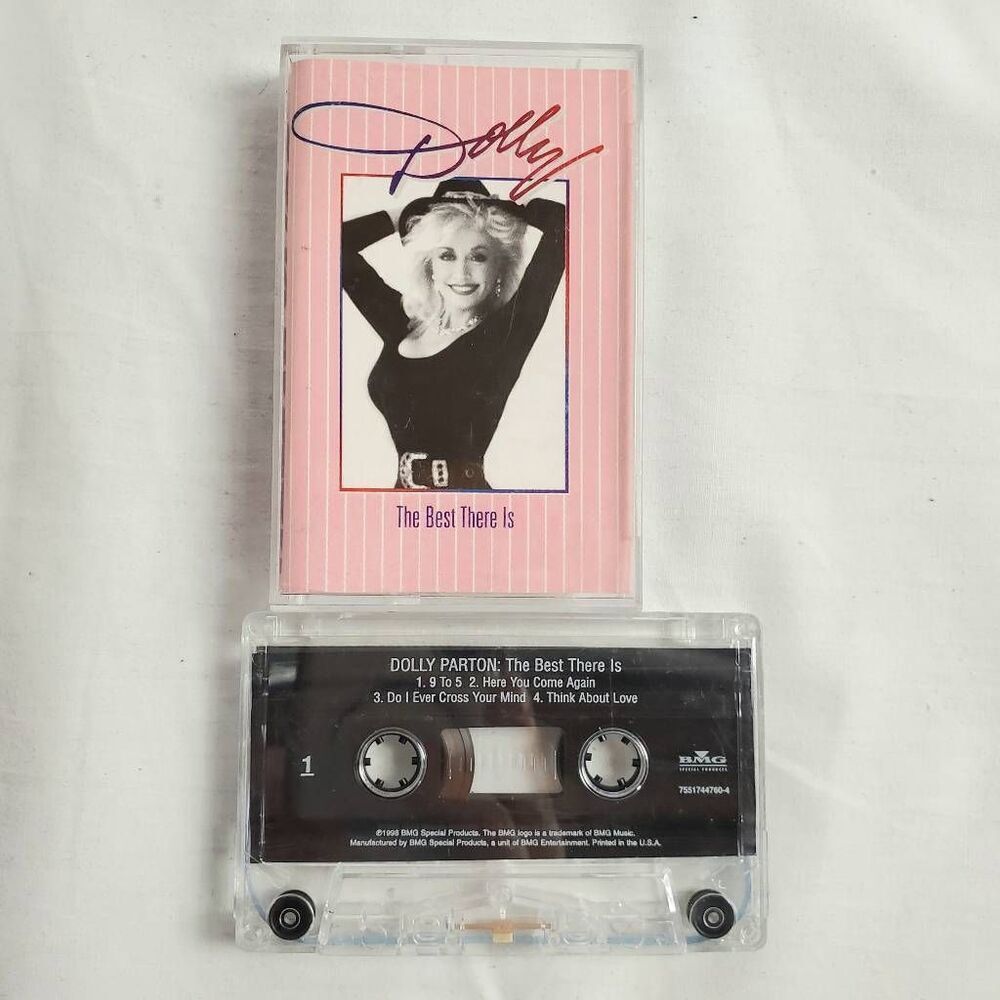 Dolly
The Best There Is
DOLLY PARTON: The Best There Is
1. 9 To 5 2. Here You Come Again
3. Do I Ever Cross Your Mind 4. Think About Love
1
BMG
SPECIAL PRODUCTS
7551744760-4
℗1998 BMG Special Products. The BMG logo is a trademark of BMG Music.
Manufactured by BMG Special Products, a unit of BMG Entertainment. Printed in the U.S.A.